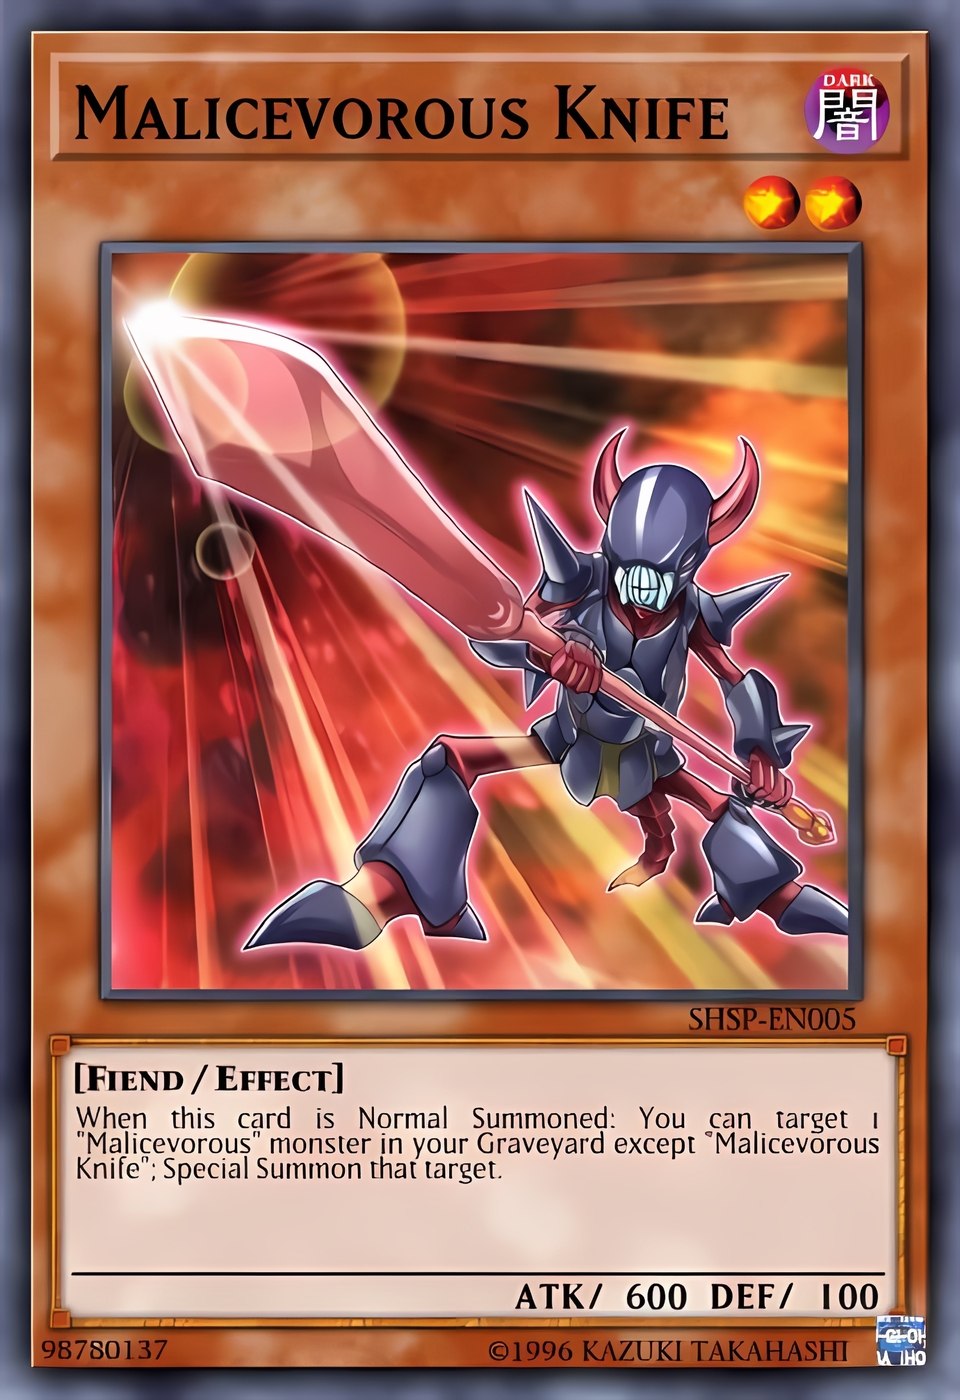 MALICEVOROUS KNIFE
DARK
闇
SHSP-EN005
[FIEND / EFFECT]
When this card is Normal Summoned: You can target 1
"Malicevorous" monster in your Graveyard except "Malicevorous
Knife"; Special Summon that target.
ATK/ 600 DEF/ 100
98780137
©1996 KAZUKI TAKAHASHI